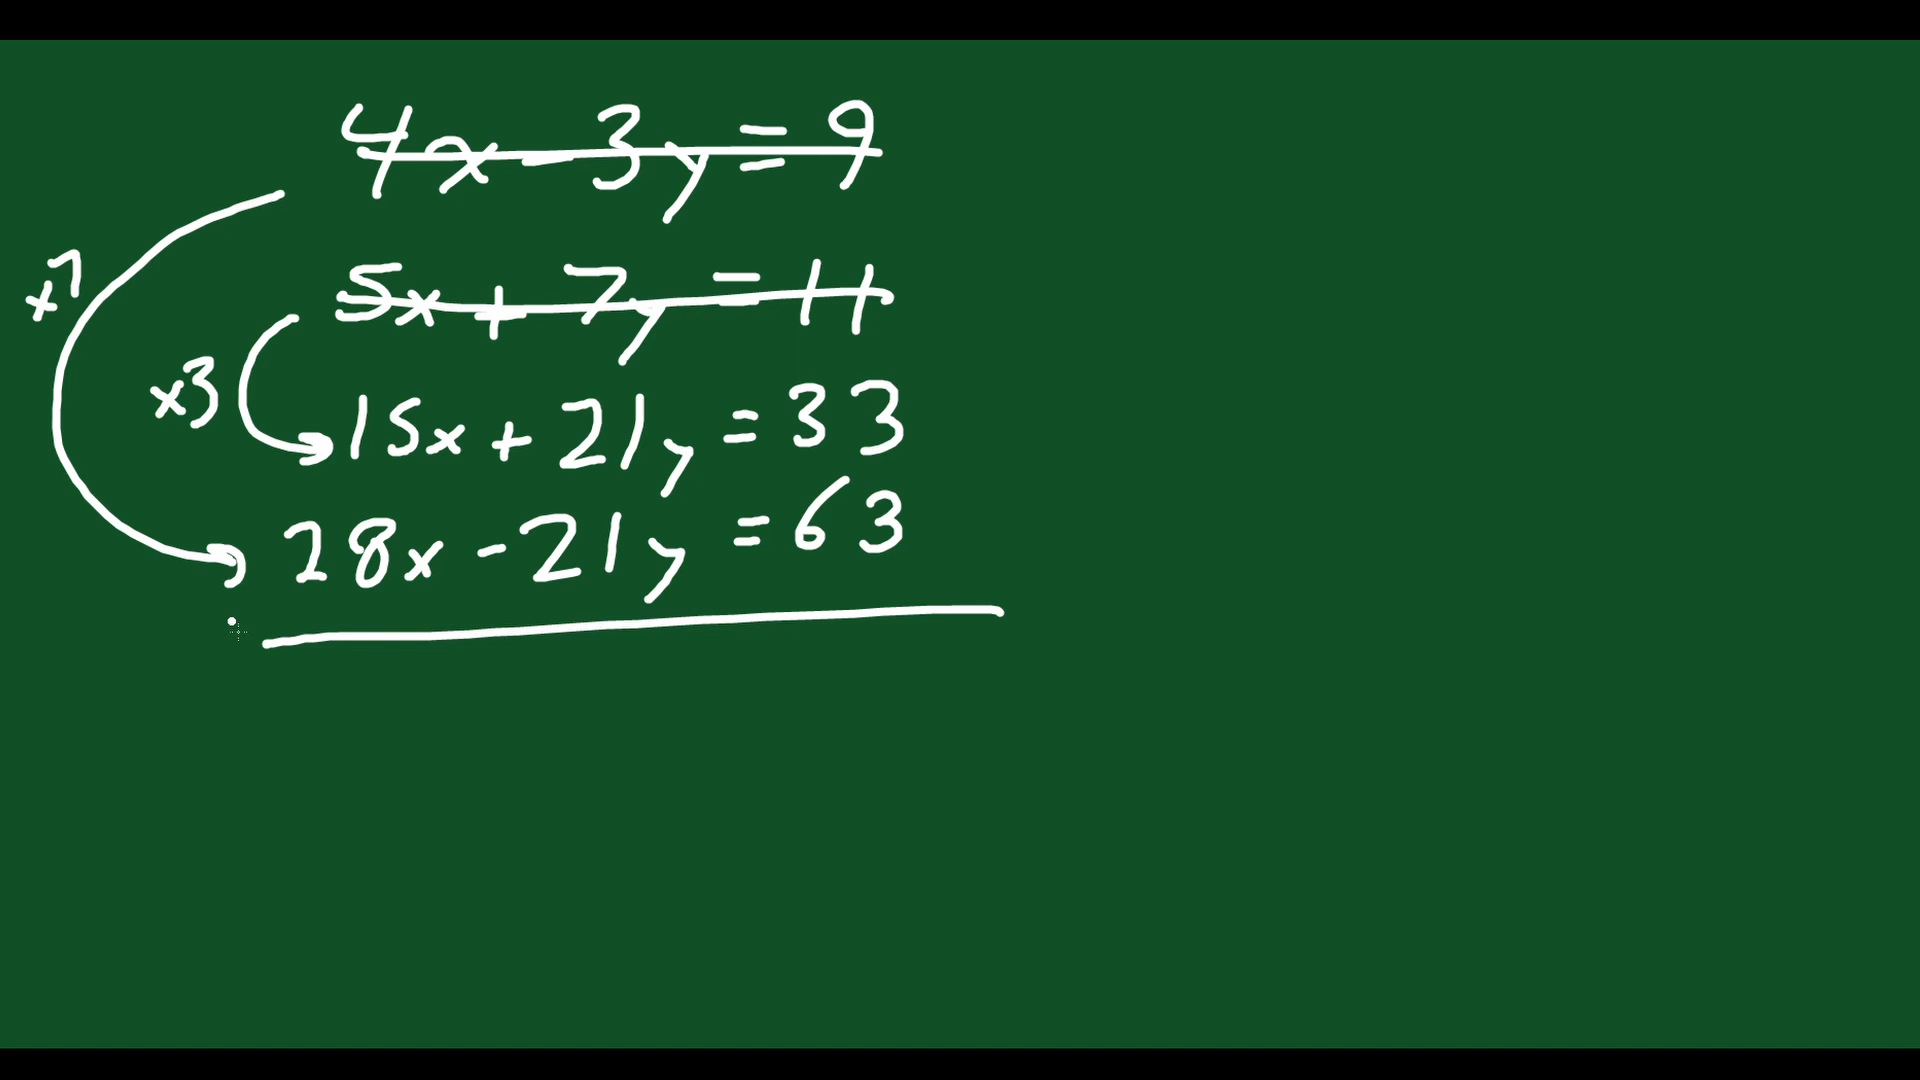 4x - 3y = 9
x7
5x + 7y = 11
x3
15x + 21y = 33
28x - 21y = 63